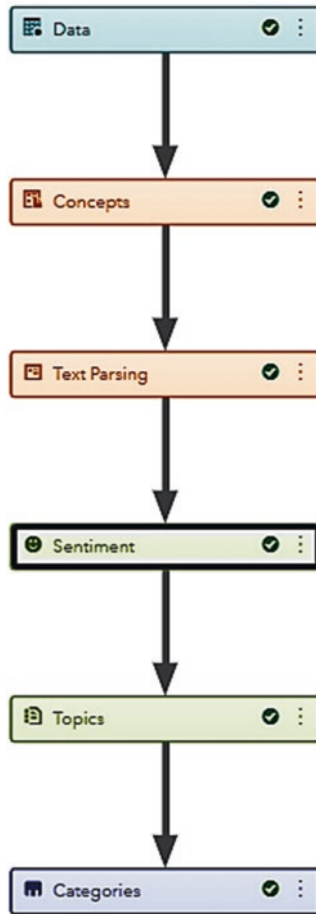 Data
Concepts
Text Parsing
Sentiment
Topics
Categories